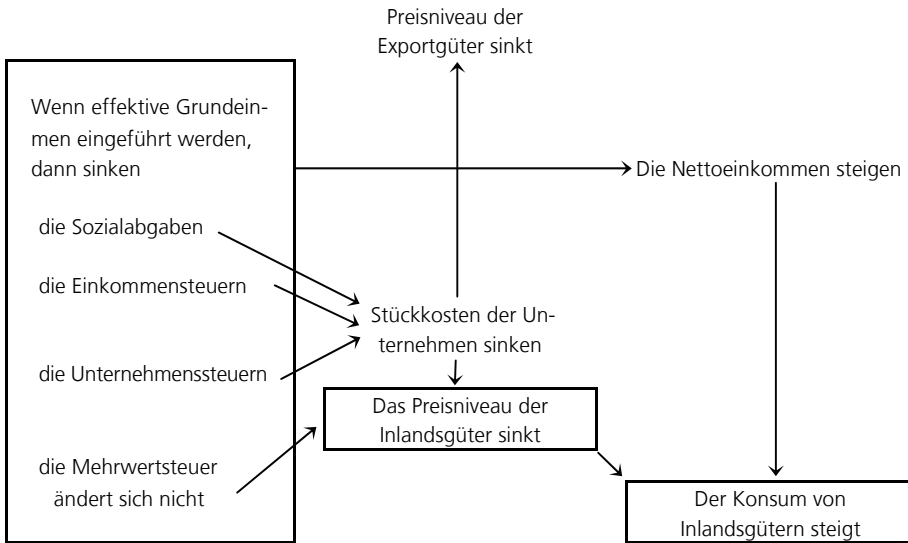 Preisniveau der
Exportgüter sinkt
Wenn effektive Grundein-
men eingeführt werden,
dann sinken
Die Nettoeinkommen steigen
die Sozialabgaben
die Einkommensteuern
Stückkosten der Un-
ternehmen sinken
die Unternehmenssteuern
Das Preisniveau der
Inlandsgüter sinkt
die Mehrwertsteuer
ändert sich nicht
Der Konsum von
Inlandsgütern steigt